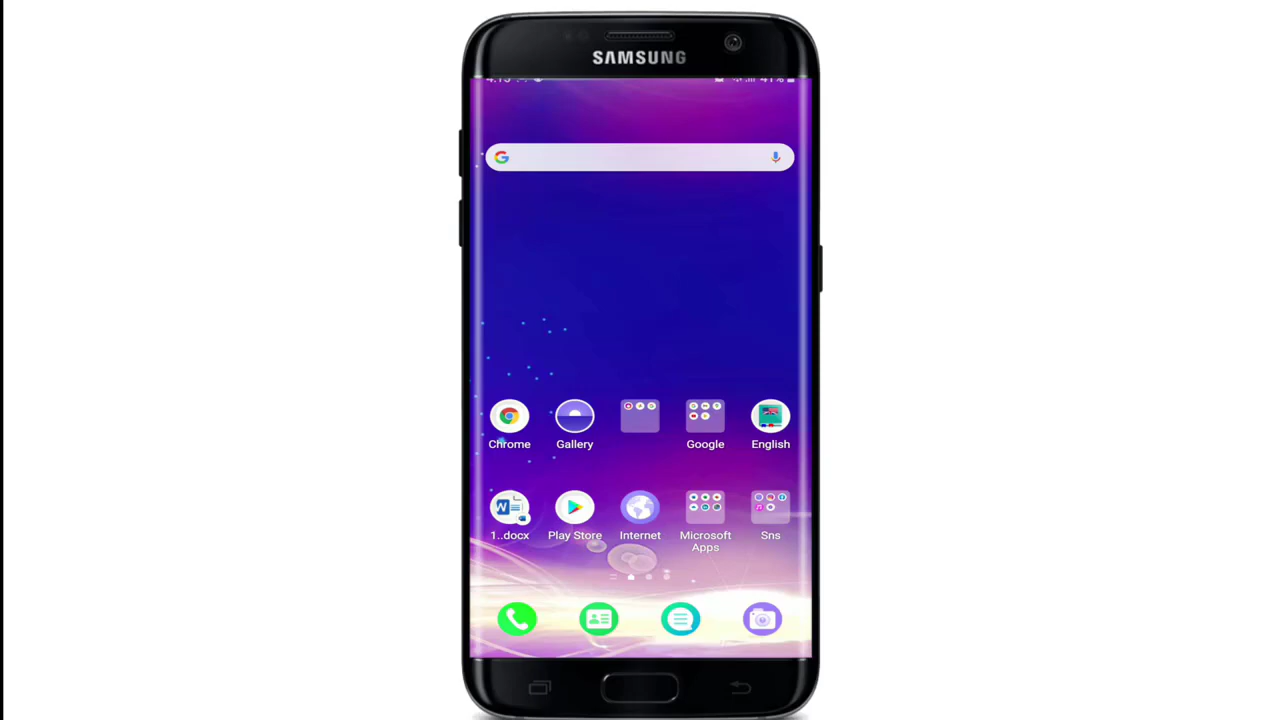 SAMSUNG
Chrome
Gallery
Google
English
1..docx
Play Store
Internet
Microsoft
Apps
Sns